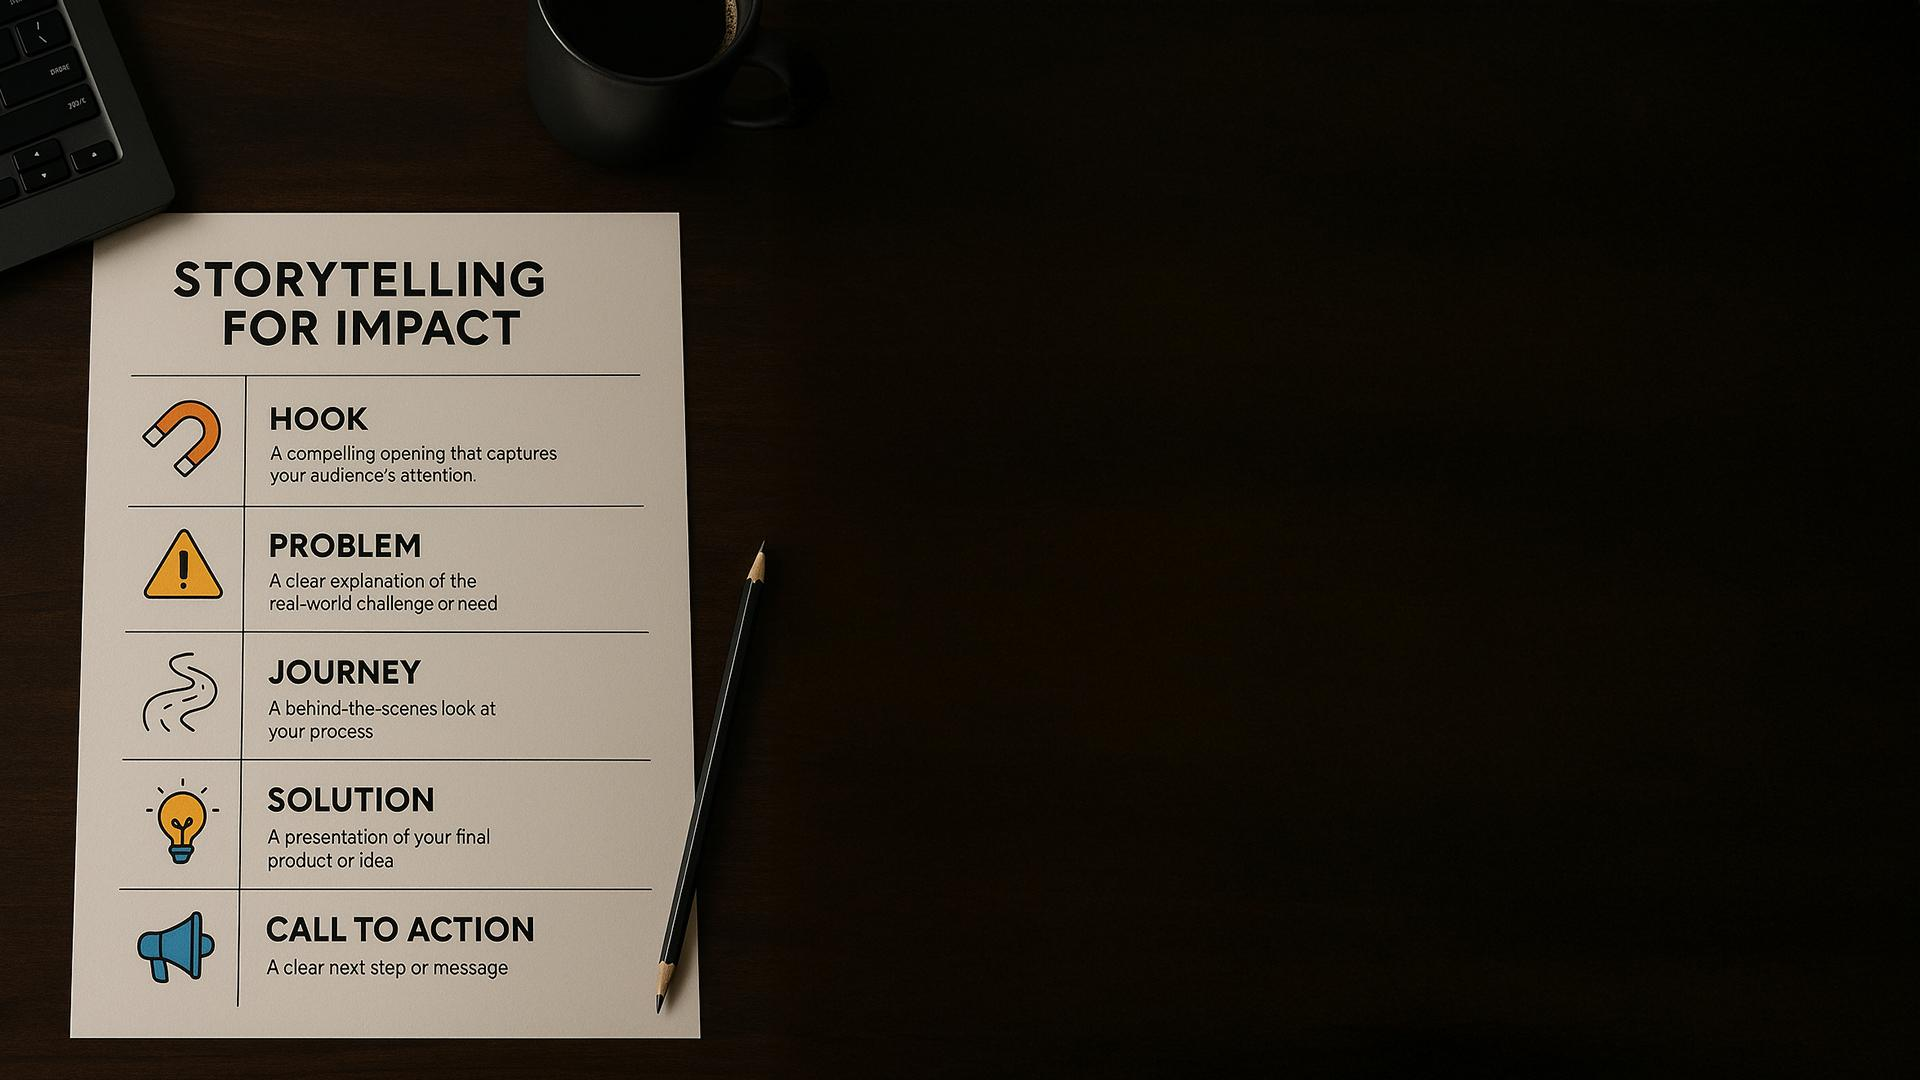 STORYTELLING
FOR IMPACT
HOOK
A compelling opening that captures
your audience's attention.
PROBLEM
A clear explanation of the
real-world challenge or need
JOURNEY
A behind-the-scenes look at
your process
SOLUTION
A presentation of your final
product or idea
CALL TO ACTION
A clear next step or message